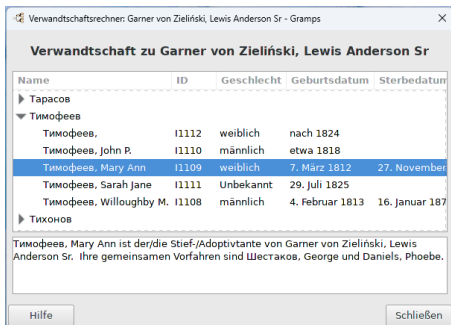 Verwandtschaftsrechner: Garner von Zieliński, Lewis Anderson Sr - Gramps
Verwandtschaft zu Garner von Zieliński, Lewis Anderson Sr
Name ID Geschlecht Geburtsdatum Sterbedatum
Тарасов
Тимофеев
Тимофеев, I1112 weiblich nach 1824
Тимофеев, John P. I1110 männlich etwa 1818
Тимофеев, Mary Ann I1109 weiblich 7. März 1812 27. November
Тимофеев, Sarah Jane I1111 Unbekannt 29. Juli 1825
Тимофеев, Willoughby M. I1108 männlich 4. Februar 1813 16. Januar 187
Тихонов
Тимофеев, Mary Ann ist der/die Stief-/Adoptivtante von Garner von Zieliński, Lewis
Anderson Sr. Ihre gemeinsamen Vorfahren sind Шестаков, George und Daniels, Phoebe.
Hilfe Schließen